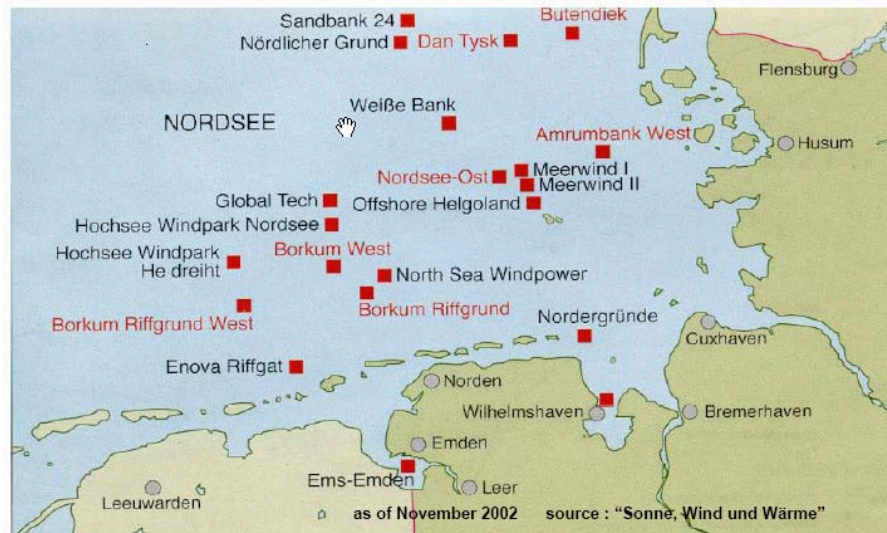 Sandbank 24
Butendiek
Nördlicher Grund
Dan Tysk
Flensburg
Weiße Bank
NORDSEE
Amrumbank West
Husum
Nordsee-Ost
Meerwind I
Meerwind II
Global Tech
Offshore Helgoland
Hochsee Windpark Nordsee
Hochsee Windpark
He dreiht
Borkum West
North Sea Windpower
Borkum Riffgrund West
Borkum Riffgrund
Nordergründe
Cuxhaven
Enova Riffgat
Norden
Wilhelmshaven
Bremerhaven
Emden
Ems-Emden
Leer
Leeuwarden
as of November 2002 source : “Sonne, Wind und Wärme”